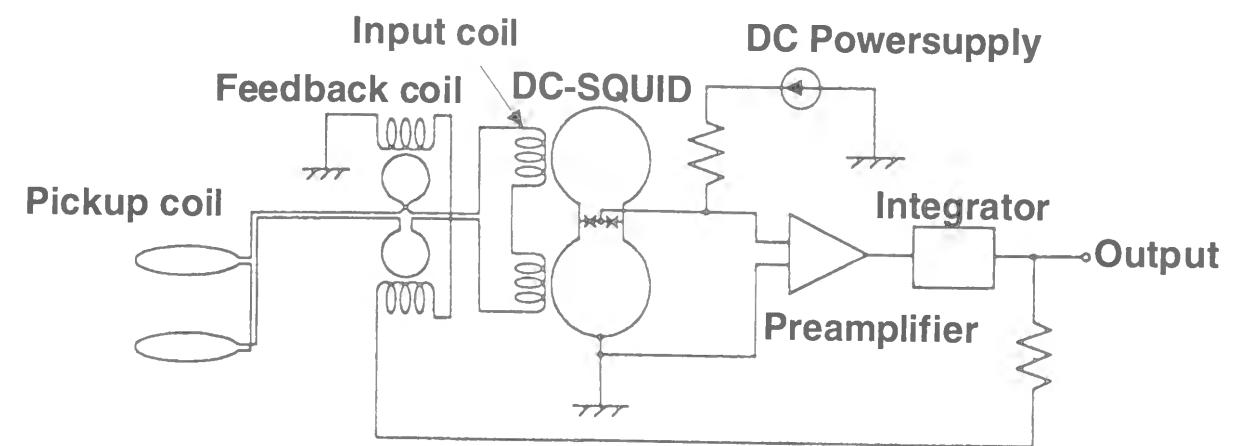 Input coil
DC Powersupply
Feedback coil
DC-SQUID
Pickup coil
Integrator
Output
Preamplifier